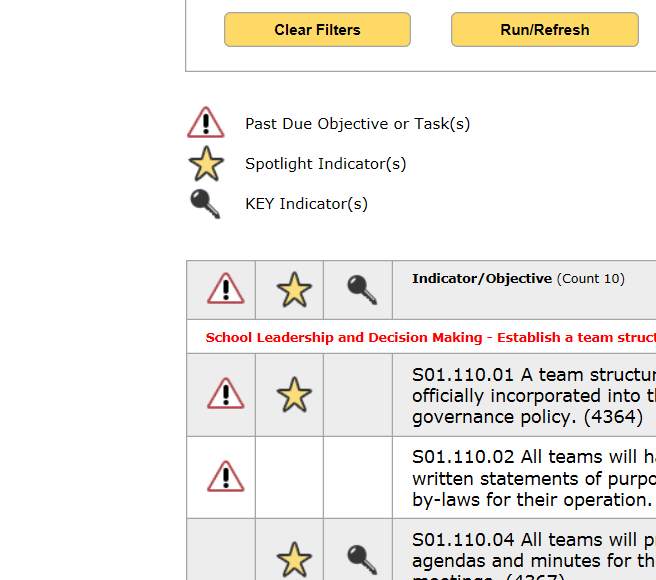 Clear Filters
Run/Refresh
Past Due Objective or Task(s)
Spotlight Indicator(s)
KEY Indicator(s)
Indicator/Objective (Count 10)
School Leadership and Decision Making - Establish a team struct
S01.110.01 A team structu
officially incorporated into
governance policy. (4364)
S01.110.02 All teams will
written statements of purpo
by-laws for their operation.
S01.110.04 All teams will
agendas and minutes for th
meetings. (4367)